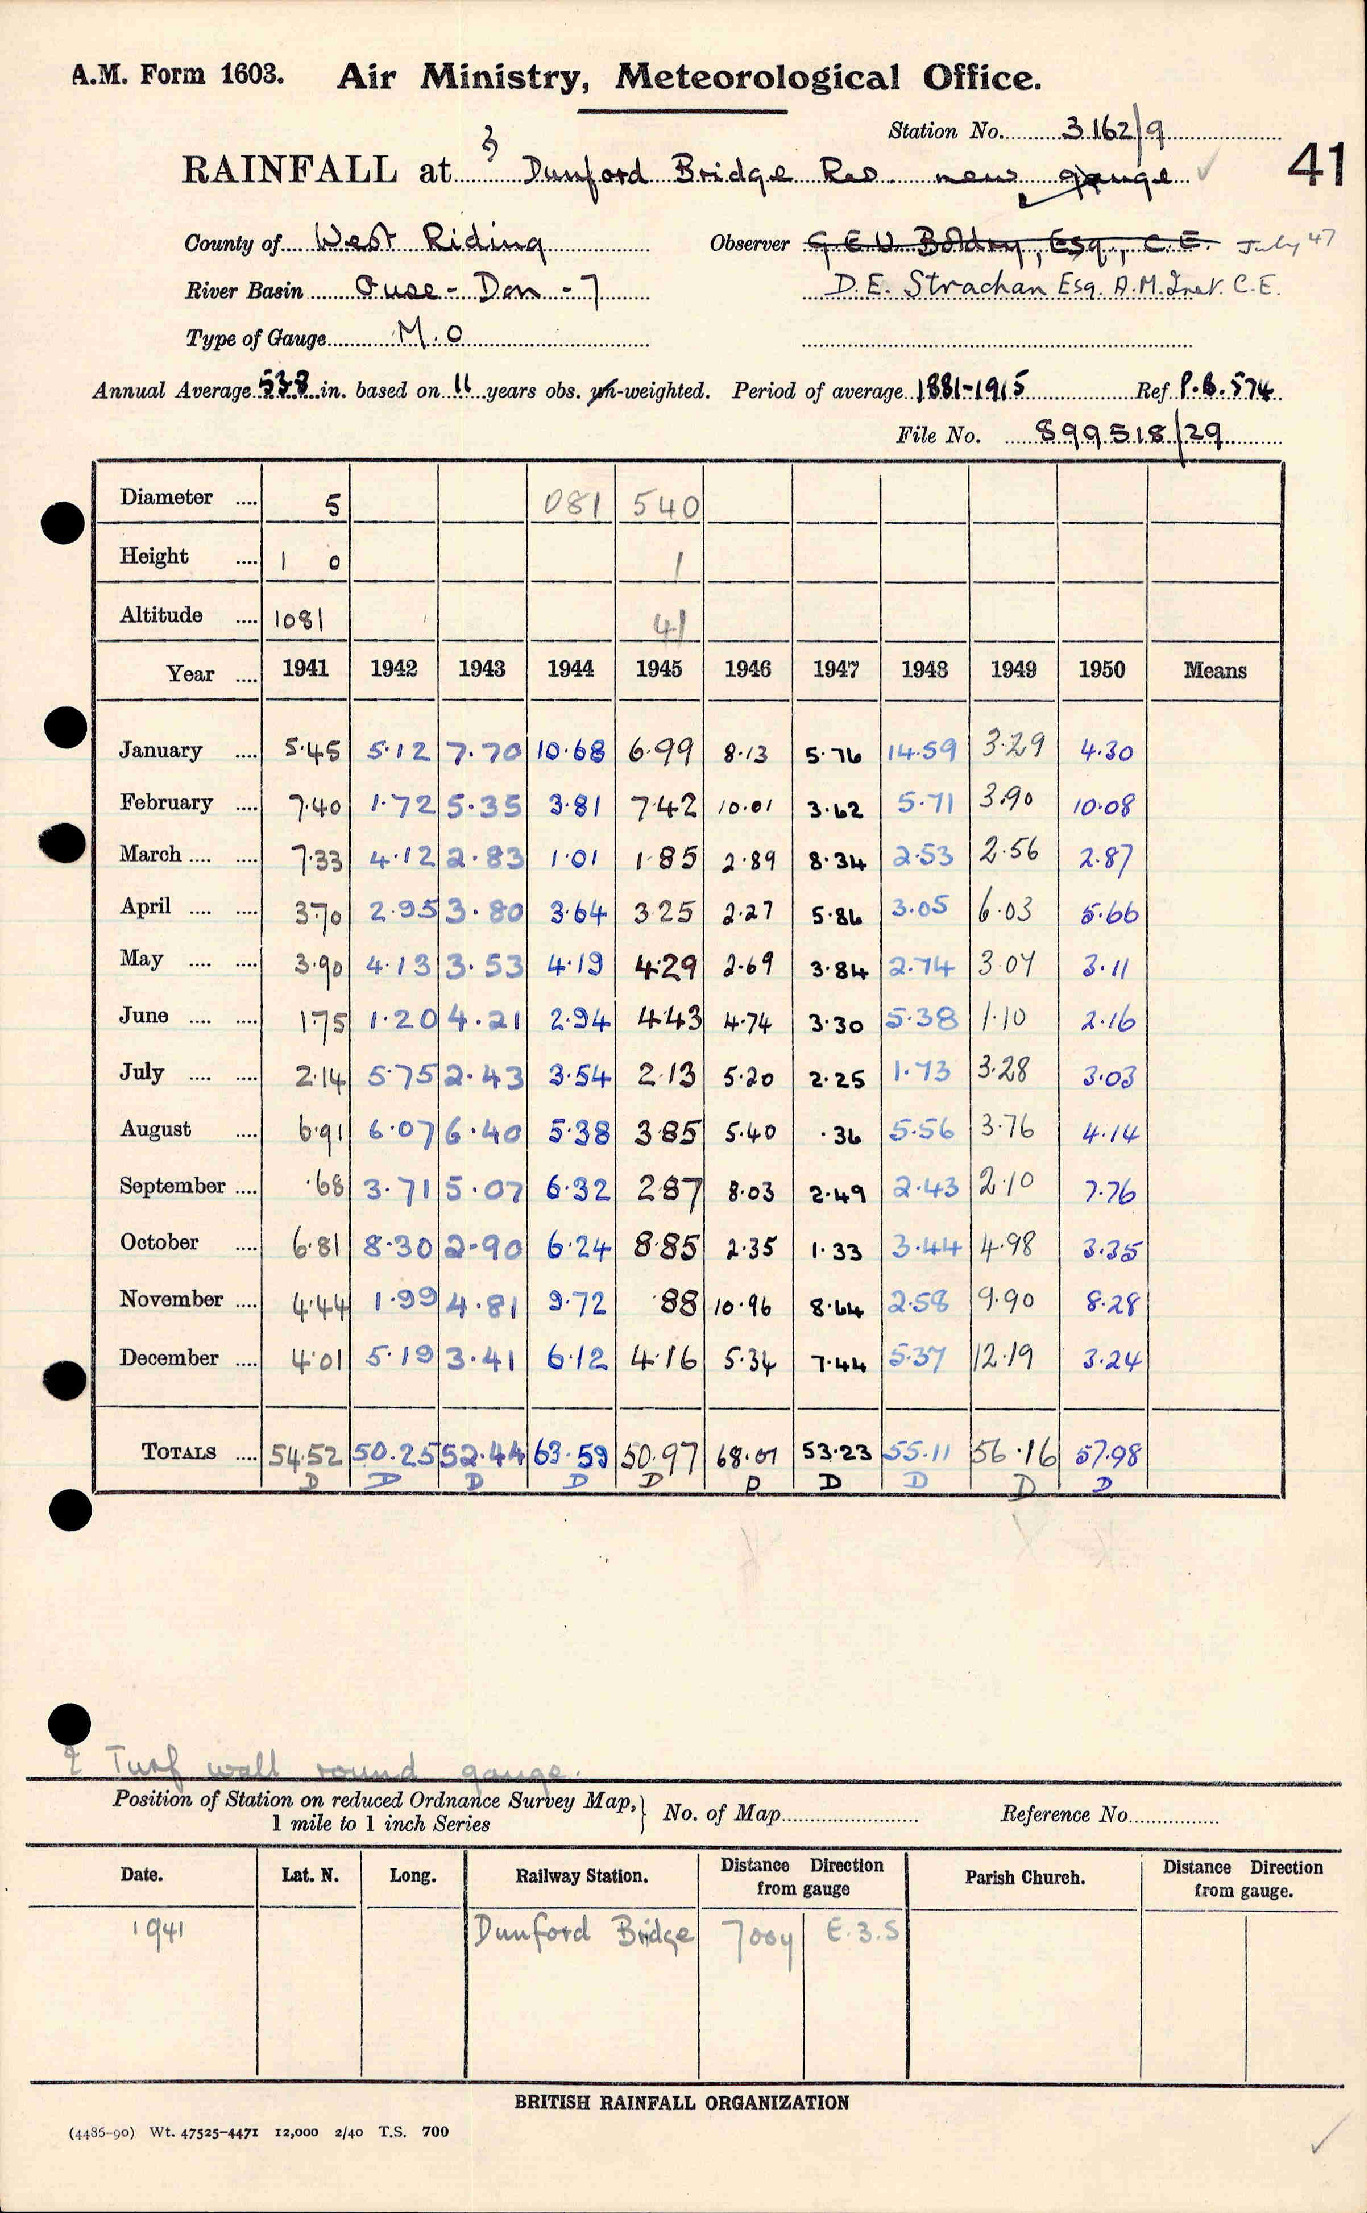 A.M. Form 1603. Air Ministry, Meteorological Office.
Station No. 3162/9
41
RAINFALL at Dunford Bridge Res. new gauge
County of West Riding Observer G.E.U. Boldry, Esq., C.E. July 47
River Basin Ouse - Don - 7 D.E. Strachan Esq. A.M.Inst.C.E.
Type of Gauge M.O
Annual Average 53.8 in. based on 11 years obs. un-weighted. Period of average 1881-1915 Ref P.B.574
File No. 899518/29
Diameter .... 5 081 540
Height .... 1 0 1
Altitude .... 1081 41
Year .... 1941 1942 1943 1944 1945 1946 1947 1948 1949 1950 Means
January .... 5.45 5.12 7.70 10.68 6.99 8.13 5.76 14.59 3.29 4.30
February .... 7.40 1.72 5.35 3.81 7.42 10.01 3.62 5.71 3.90 10.08
March .... .... 7.33 4.12 2.83 1.01 1.85 2.89 8.34 2.53 2.56 2.87
April .... .... 3.70 2.95 3.80 3.64 3.25 2.27 5.86 3.05 6.03 5.66
May .... .... 3.90 4.13 3.53 4.19 4.29 2.69 3.84 2.74 3.07 3.11
June .... .... 1.75 1.20 4.21 2.94 4.43 4.74 3.30 5.38 1.10 2.16
July .... .... 2.14 5.75 2.43 3.54 2.13 5.20 2.25 1.73 3.28 3.03
August .... 6.91 6.07 6.40 5.38 3.85 5.40 .36 5.56 3.76 4.14
September .... .68 3.71 5.07 6.32 2.87 8.03 2.49 2.43 2.10 7.76
October .... 6.81 8.30 2.90 6.24 8.85 2.35 1.33 3.44 4.98 3.35
November .... 4.44 1.99 4.81 9.72 .88 10.96 8.64 2.58 9.90 8.28
December .... 4.01 5.19 3.41 6.12 4.16 5.34 7.44 5.37 12.19 3.24
TOTALS .... 54.52 50.25 52.44 63.59 50.97 68.01 53.23 55.11 56.16 57.98
D D D D D D D D D D
Turf wall round gauge.
Position of Station on reduced Ordnance Survey Map, } No. of Map Reference No.
1 mile to 1 inch Series
Date. Lat. N. Long. Railway Station. Distance Direction from gauge Parish Church. Distance Direction from gauge.
1941 Dunford Bridge 700y E.3.S
BRITISH RAINFALL ORGANIZATION
(4486-90) Wt. 47525-4471 12,000 2/40 T.S. 700